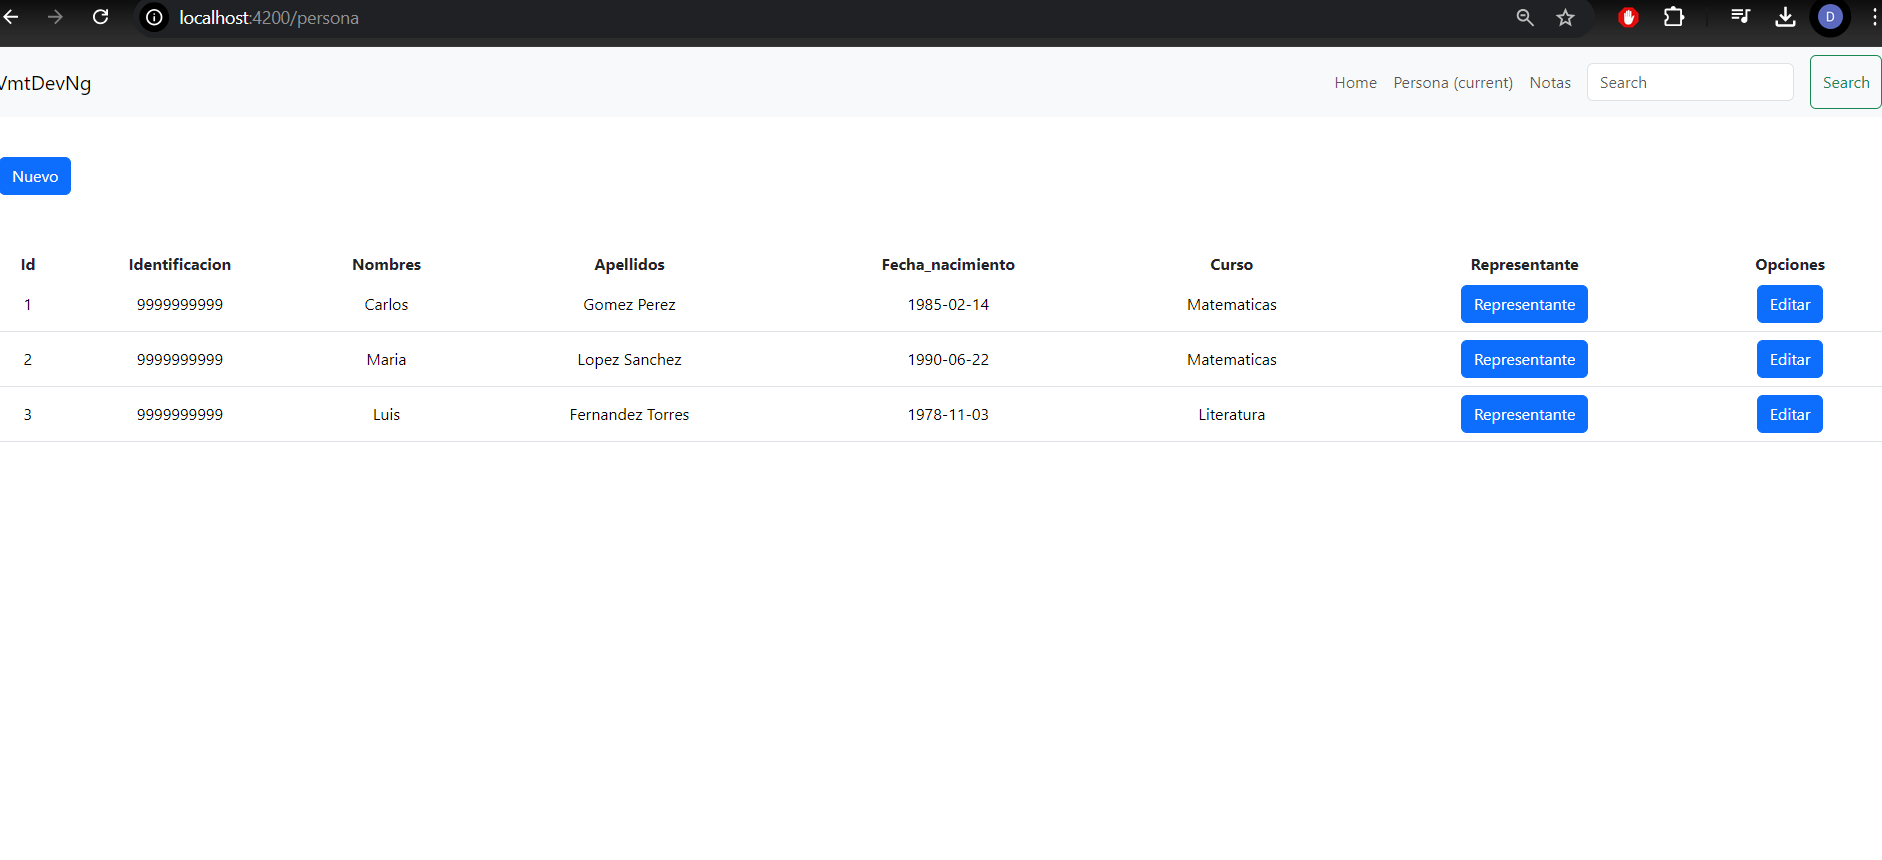 localhost:4200/persona
D
VmtDevNg Home Persona (current) Notas Search Search
Nuevo
Id Identificacion Nombres Apellidos Fecha_nacimiento Curso Representante Opciones
1 9999999999 Carlos Gomez Perez 1985-02-14 Matematicas Representante Editar
2 9999999999 Maria Lopez Sanchez 1990-06-22 Matematicas Representante Editar
3 9999999999 Luis Fernandez Torres 1978-11-03 Literatura Representante Editar